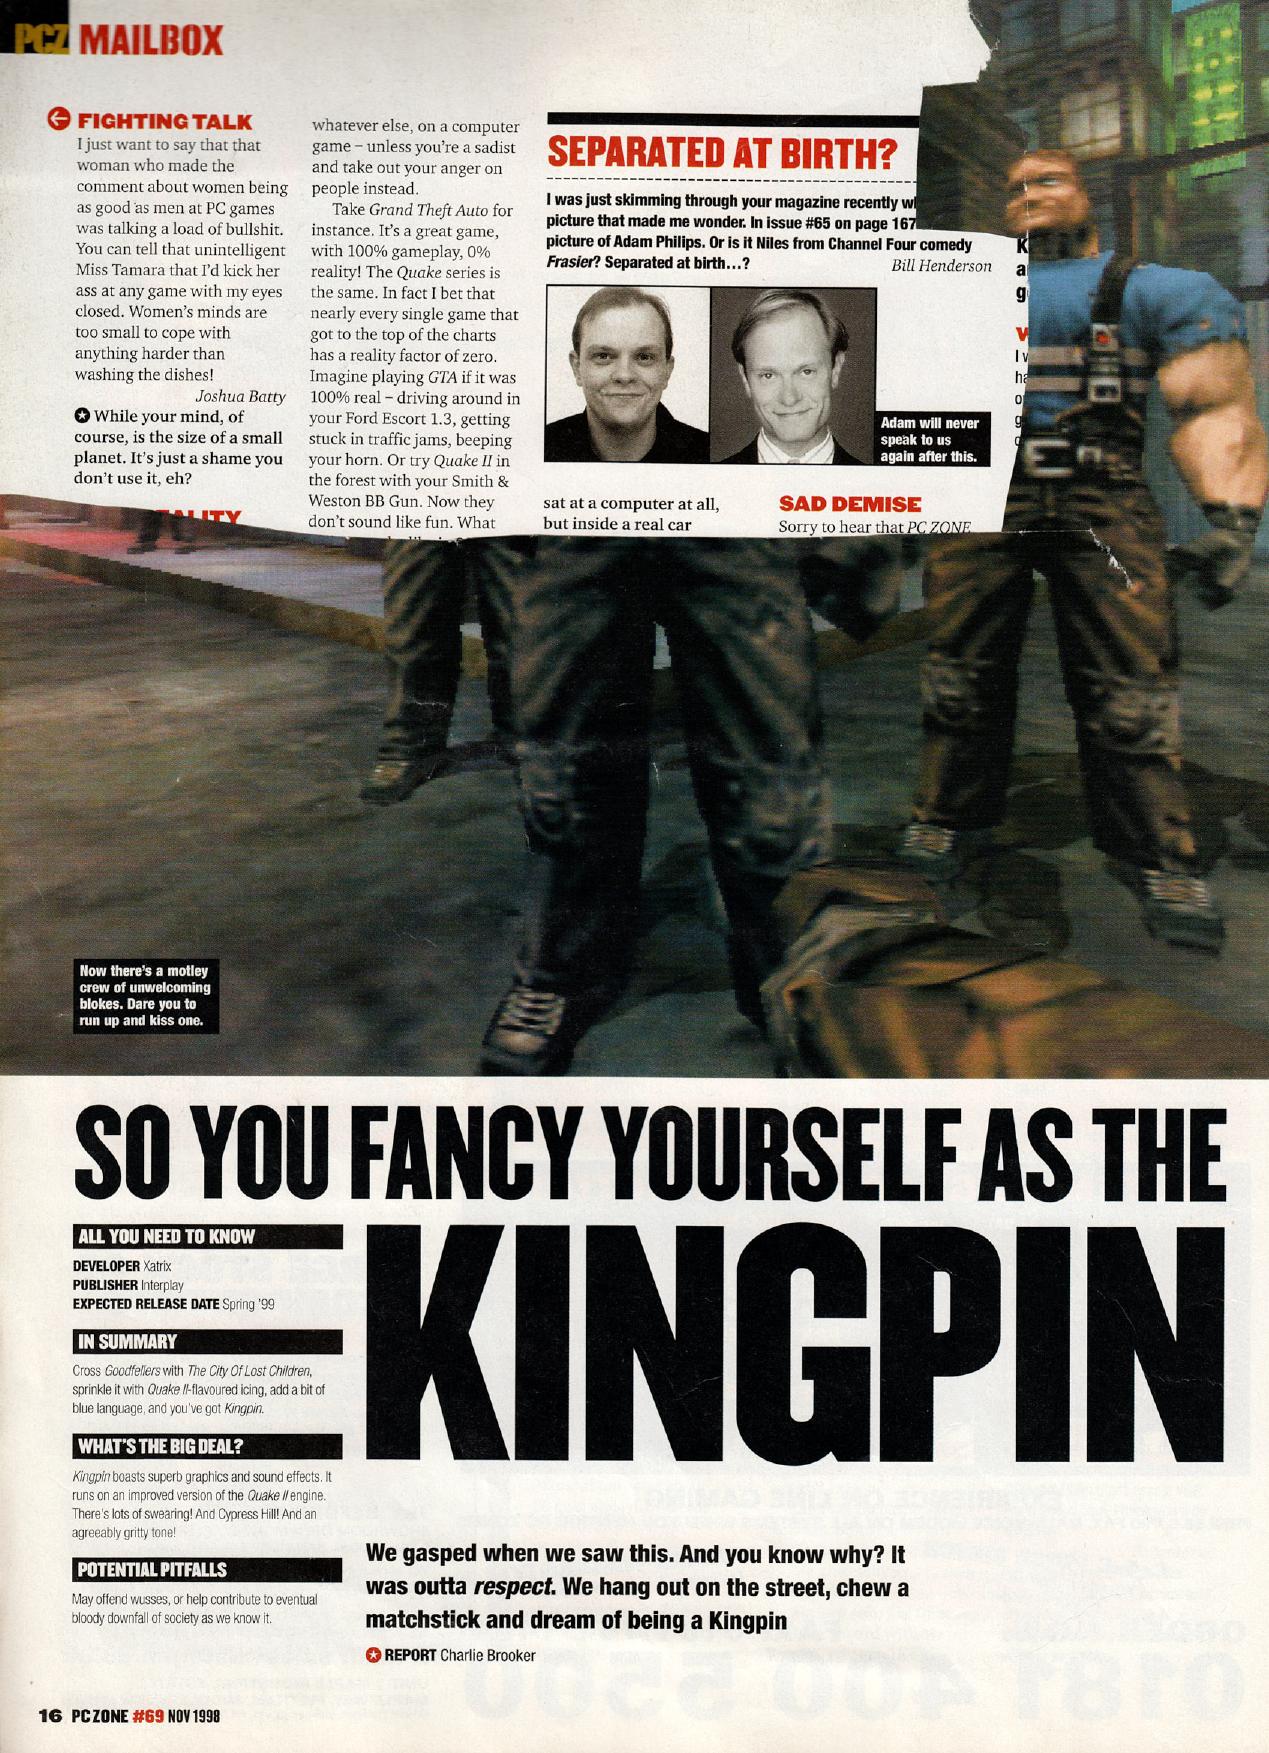 PCZ MAILBOX
FIGHTING TALK
I just want to say that that
woman who made the
comment about women being
as good as men at PC games
was talking a load of bullshit.
You can tell that unintelligent
Miss Tamara that I'd kick her
ass at any game with my eyes
closed. Women's minds are
too small to cope with
anything harder than
washing the dishes!
Joshua Batty
While your mind, of
course, is the size of a small
planet. It's just a shame you
don't use it, eh?
whatever else, on a computer
game – unless you're a sadist
and take out your anger on
people instead.
Take Grand Theft Auto for
instance. It's a great game,
with 100% gameplay, 0%
reality! The Quake series is
the same. In fact I bet that
nearly every single game that
got to the top of the charts
has a reality factor of zero.
Imagine playing GTA if it was
100% real – driving around in
your Ford Escort 1.3, getting
stuck in traffic jams, beeping
your horn. Or try Quake II in
the forest with your Smith &
Weston BB Gun. Now they
don't sound like fun. What
SEPARATED AT BIRTH?
I was just skimming through your magazine recently
picture that made me wonder. In issue #65 on page 167
picture of Adam Philips. Or is it Niles from Channel Four comedy
Frasier? Separated at birth...?
Bill Henderson
Adam will never
speak to us
again after this.
sat at a computer at all,
but inside a real car
SAD DEMISE
Sorry to hear that PC ZONE
Now there's a motley
crew of unwelcoming
blokes. Dare you to
run up and kiss one.
SO YOU FANCY YOURSELF AS THE
KINGPIN
ALL YOU NEED TO KNOW
DEVELOPER Xatrix
PUBLISHER Interplay
EXPECTED RELEASE DATE Spring '99
IN SUMMARY
Cross Goodfellers with The City Of Lost Children,
sprinkle it with Quake II-flavoured icing, add a bit of
blue language, and you've got Kingpin.
WHAT'S THE BIG DEAL?
Kingpin boasts superb graphics and sound effects. It
runs on an improved version of the Quake II engine.
There's lots of swearing! And Cypress Hill! And an
agreeably gritty tone!
POTENTIAL PITFALLS
May offend wusses, or help contribute to eventual
bloody downfall of society as we know it.
We gasped when we saw this. And you know why? It
was outta respect. We hang out on the street, chew a
matchstick and dream of being a Kingpin
REPORT Charlie Brooker
16 PC ZONE #69 NOV 1998